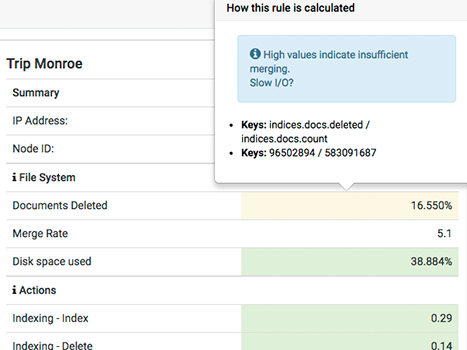 How this rule is calculated
High values indicate insufficient
merging.
Slow I/O?
Keys: indices.docs.deleted /
indices.docs.count
Keys: 96502894 / 583091687
Trip Monroe
Summary
IP Address:
Node ID:
File System
Documents Deleted 16.550%
Merge Rate 5.1
Disk space used 38.884%
Actions
Indexing - Index 0.29
Indexing - Delete 0.14